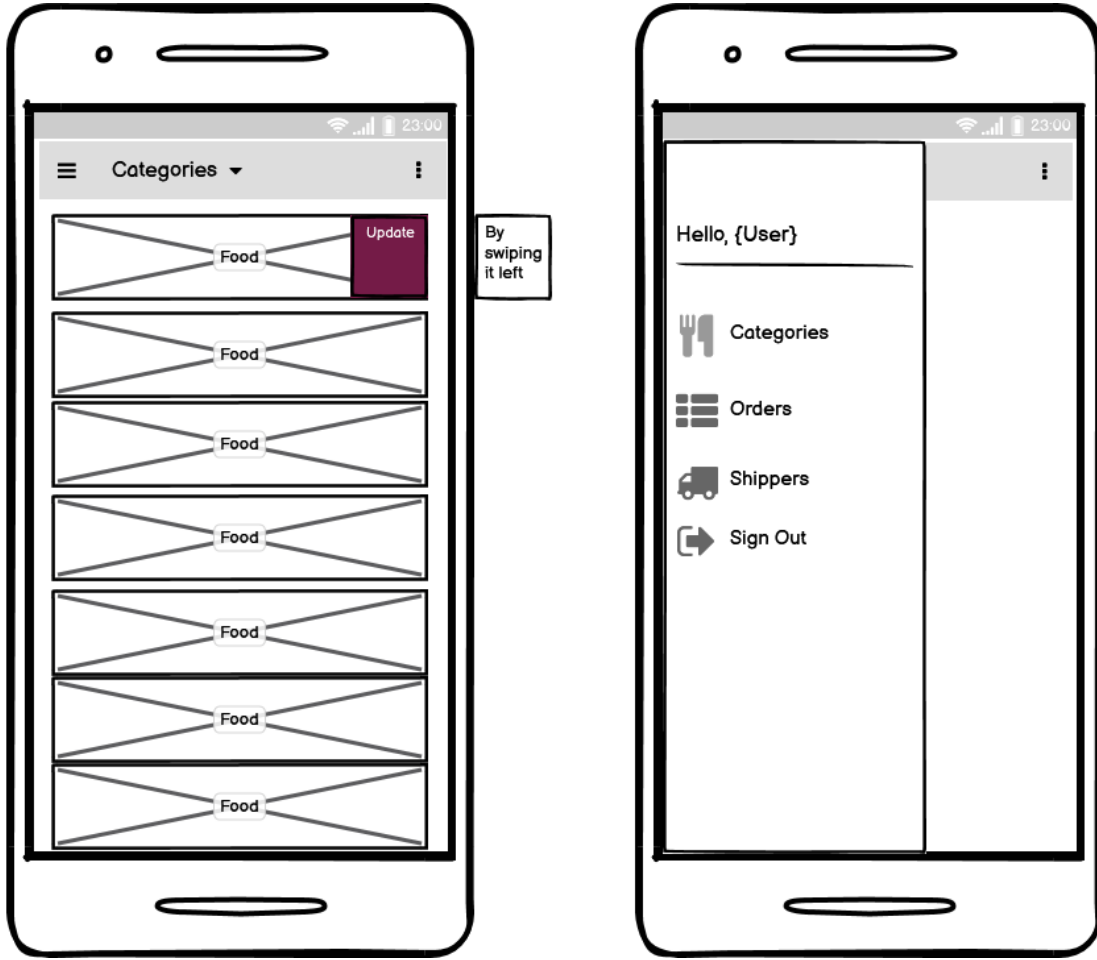 23:00
Categories
Food
Update
By
swiping
it left
Food
Food
Food
Food
Food
Food
23:00
Hello, {User}
Categories
Orders
Shippers
Sign Out